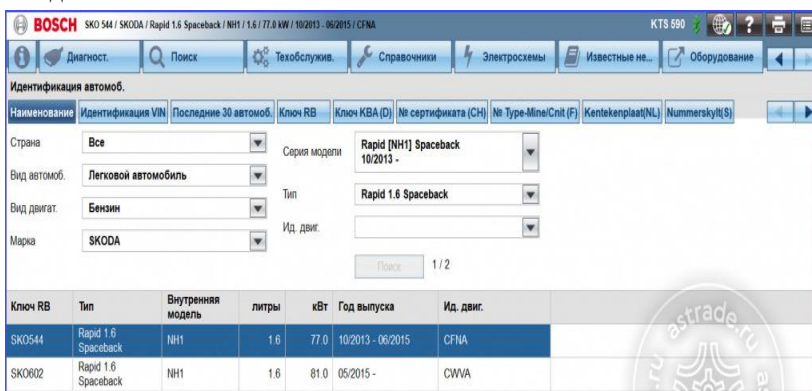 BOSCH SKO 544 / SKODA / Rapid 1.6 Spaceback / NH1 / 1.6 / 77.0 kW / 10/2013 - 06/2015 / CFNA KTS 590
Диагност. Поиск Техобслужив. Справочники Электросхемы Известные не... Оборудование
Идентификация автомоб.
Наименование Идентификация VIN Последние 30 автомоб. Ключ RB Ключ KBA (D) № сертификата (CH) № Type-Mine/Cnit (F) Kentekenplaat(NL) Nummerskylt(S)
Страна Все Серия модели Rapid [NH1] Spaceback
10/2013 -
Вид автомоб. Легковой автомобиль
Тип Rapid 1.6 Spaceback
Вид двигат. Бензин
Ид. двиг.
Марка SKODA
Поиск 1 / 2
Ключ RB Тип Внутренняя модель литры кВт Год выпуска Ид. двиг.
SKO544 Rapid 1.6 Spaceback NH1 1.6 77.0 10/2013 - 06/2015 CFNA
SKO602 Rapid 1.6 Spaceback NH1 1.6 81.0 05/2015 - CWVA
astrade.ru